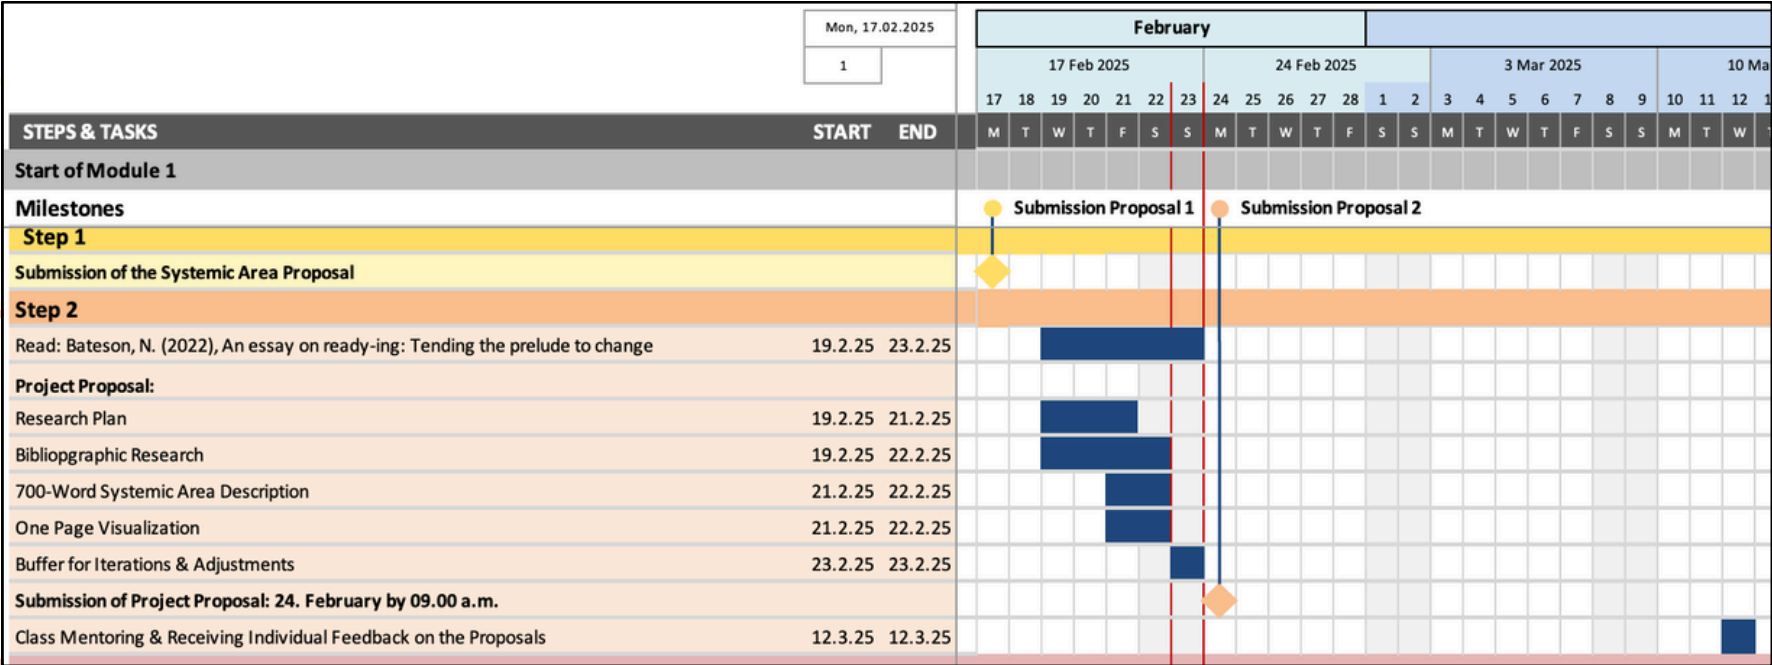 Mon, 17.02.2025 February
1 17 Feb 2025 24 Feb 2025 3 Mar 2025 10 Ma
17 18 19 20 21 22 23 24 25 26 27 28 1 2 3 4 5 6 7 8 9 10 11 12 1
STEPS & TASKS START END M T W T F S S M T W T F S S M T W T F S S M T W
Start of Module 1
Milestones Submission Proposal 1 Submission Proposal 2
Step 1
Submission of the Systemic Area Proposal
Step 2
Read: Bateson, N. (2022), An essay on ready-ing: Tending the prelude to change 19.2.25 23.2.25
Project Proposal:
Research Plan 19.2.25 21.2.25
Bibliopgraphic Research 19.2.25 22.2.25
700-Word Systemic Area Description 21.2.25 22.2.25
One Page Visualization 21.2.25 22.2.25
Buffer for Iterations & Adjustments 23.2.25 23.2.25
Submission of Project Proposal: 24. February by 09.00 a.m.
Class Mentoring & Receiving Individual Feedback on the Proposals 12.3.25 12.3.25